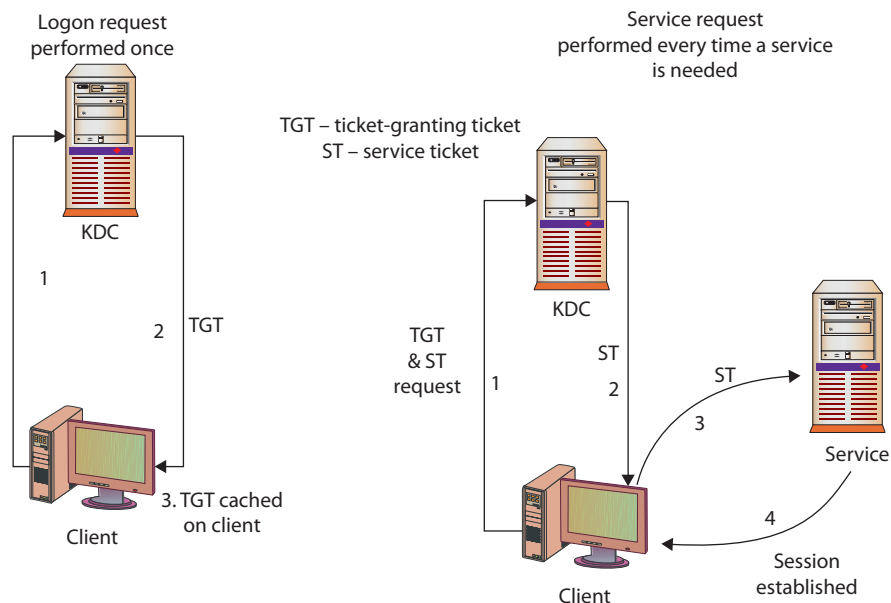 Logon request
performed once
KDC
1
2
TGT
3. TGT cached
on client
Client
Service request
performed every time a service
is needed
TGT – ticket-granting ticket
ST – service ticket
KDC
TGT
& ST
request
1
ST
2
ST
3
Service
4
Session
established
Client